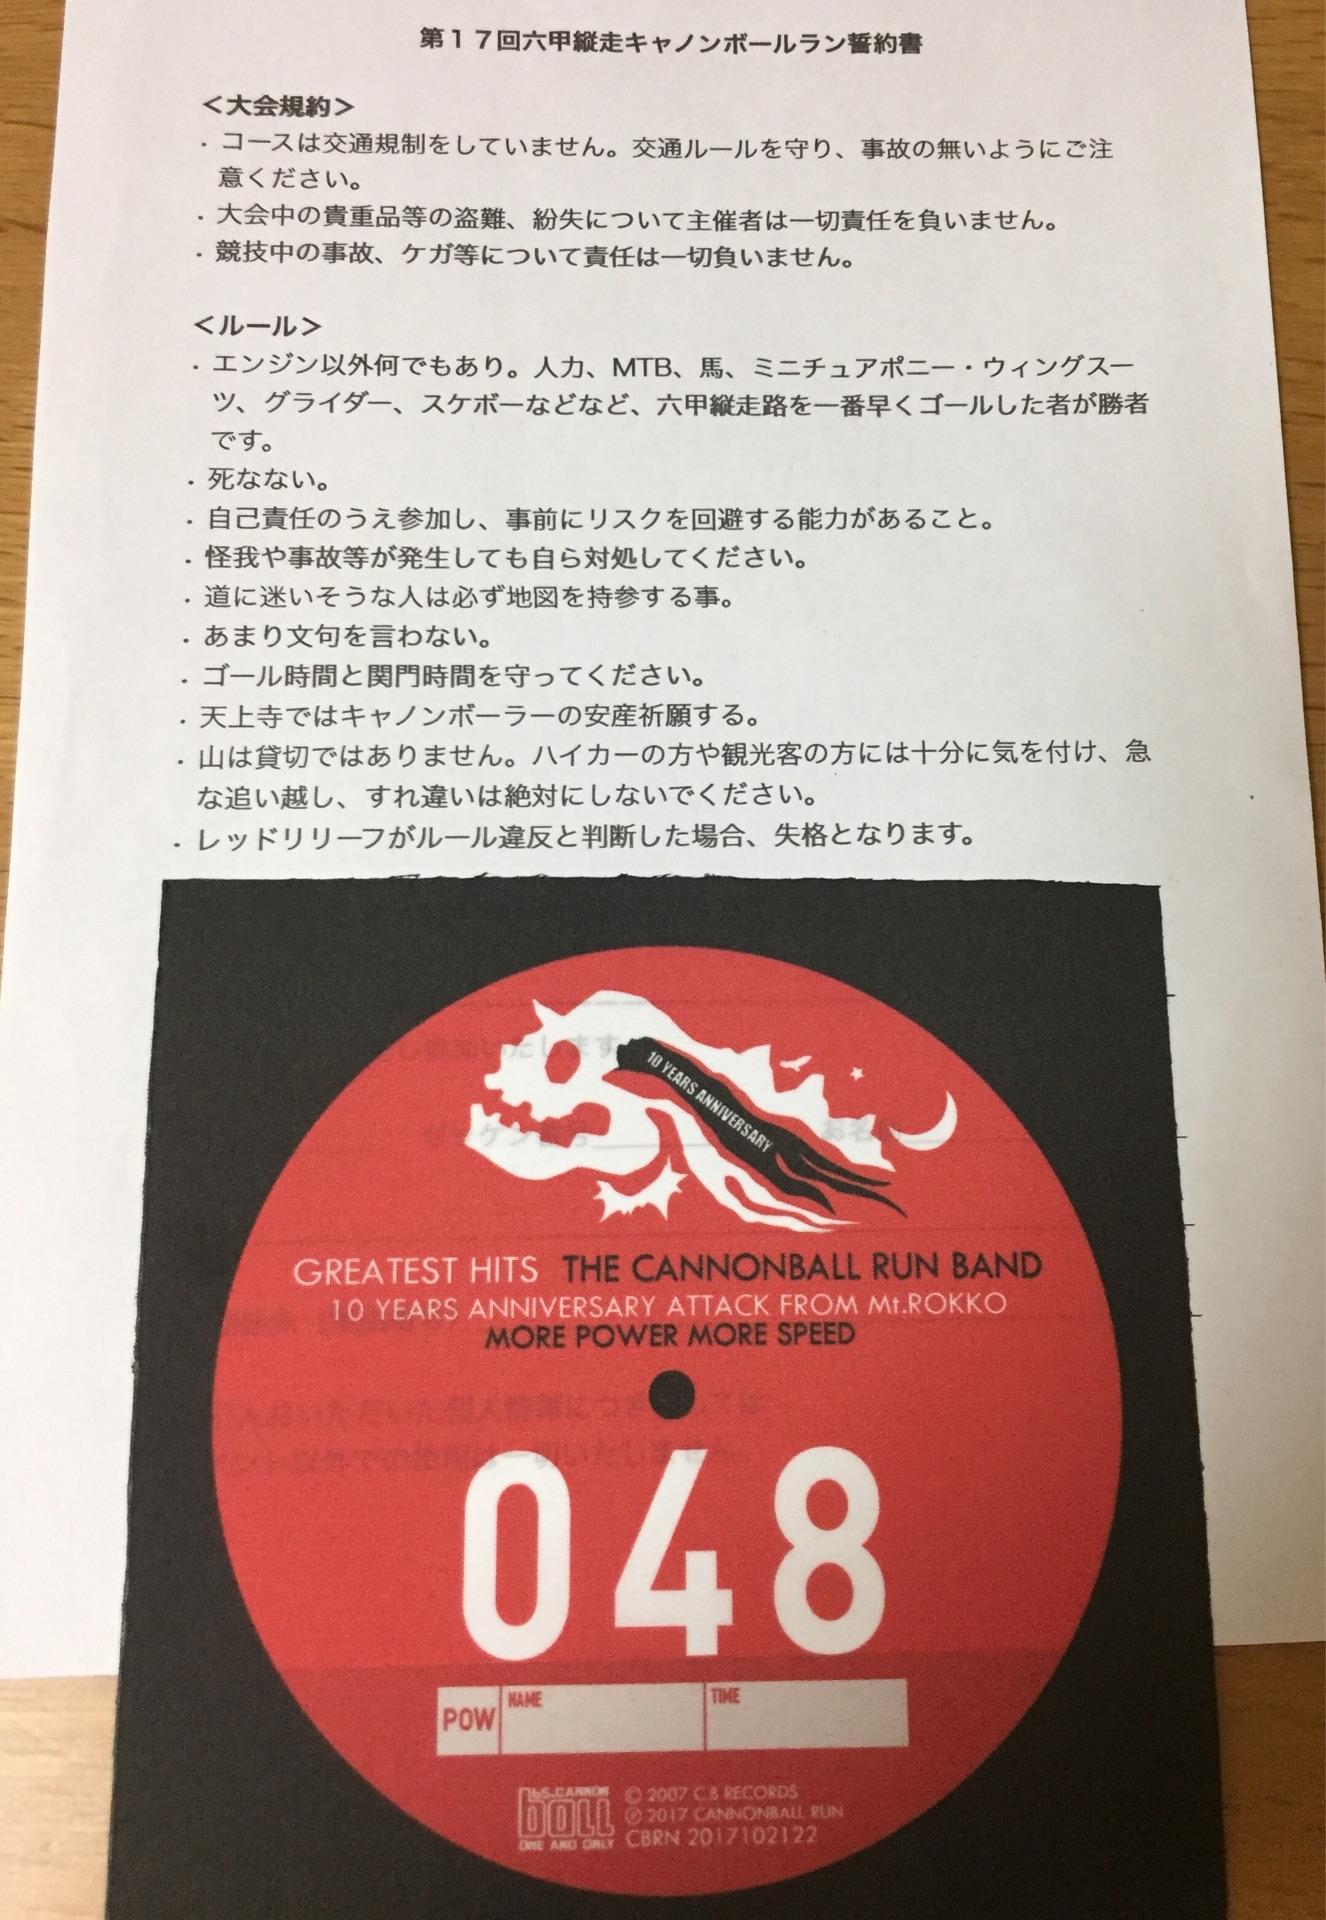 第１７回六甲縦走キャノンボールラン誓約書
＜大会規約＞
・コースは交通規制をしていません。交通ルールを守り、事故の無いようにご注
意ください。
・大会中の貴重品等の盗難、紛失について主催者は一切責任を負いません。
・競技中の事故、ケガ等について責任は一切負いません。
＜ルール＞
・エンジン以外何でもあり。人力、MTB、馬、ミニチュアポニー・ウィングスー
ツ、グライダー、スケボーなどなど、六甲縦走路を一番早くゴールした者が勝者
です。
・死なない。
・自己責任のうえ参加し、事前にリスクを回避する能力があること。
・怪我や事故等が発生しても自ら対処してください。
・道に迷いそうな人は必ず地図を持参する事。
・あまり文句を言わない。
・ゴール時間と関門時間を守ってください。
・天上寺ではキャノンボーラーの安産祈願する。
・山は貸切ではありません。ハイカーの方や観光客の方には十分に気を付け、急
な追い越し、すれ違いは絶対にしないでください。
・レッドリリーフがルール違反と判断した場合、失格となります。
10 YEARS ANNIVERSARY
GREATEST HITS THE CANNONBALL RUN BAND
10 YEARS ANNIVERSARY ATTACK FROM Mt.ROKKO
MORE POWER MORE SPEED
048
POW NAME TIME
© 2007 C.B RECORDS
℗ 2017 CANNONBALL RUN
ONE AND ONLY CBRN 2017102122